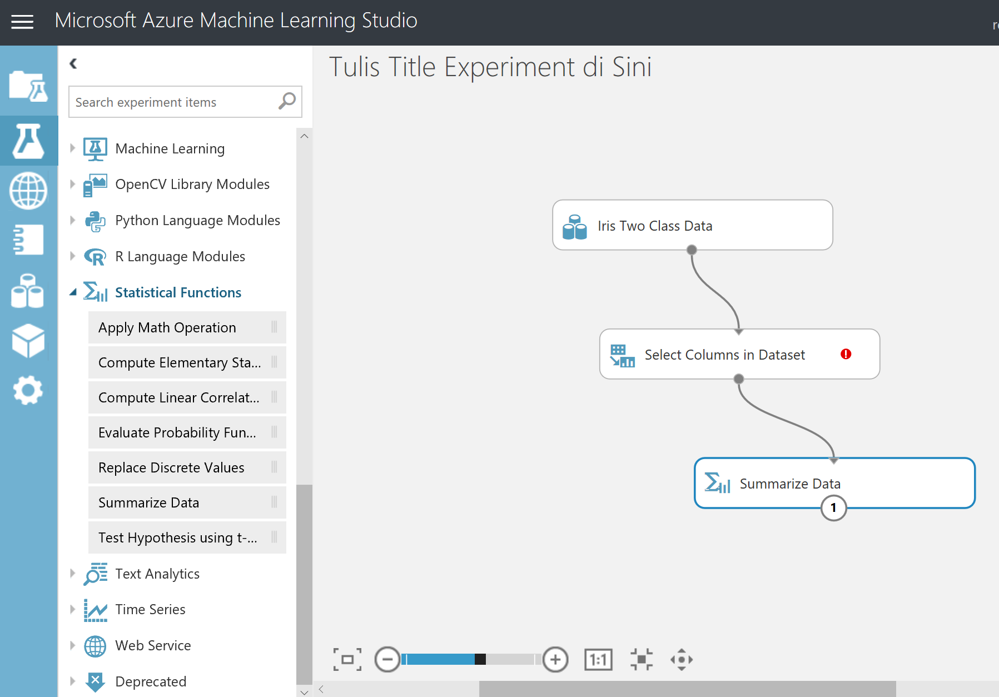 Microsoft Azure Machine Learning Studio
Tulis Title Experiment di Sini
Search experiment items
Machine Learning
OpenCV Library Modules
Python Language Modules
R Language Modules
Statistical Functions
Apply Math Operation
Compute Elementary Sta...
Compute Linear Correlat...
Evaluate Probability Fun...
Replace Discrete Values
Summarize Data
Test Hypothesis using t-...
Text Analytics
Time Series
Web Service
Deprecated
Iris Two Class Data
Select Columns in Dataset
Summarize Data
1
1:1